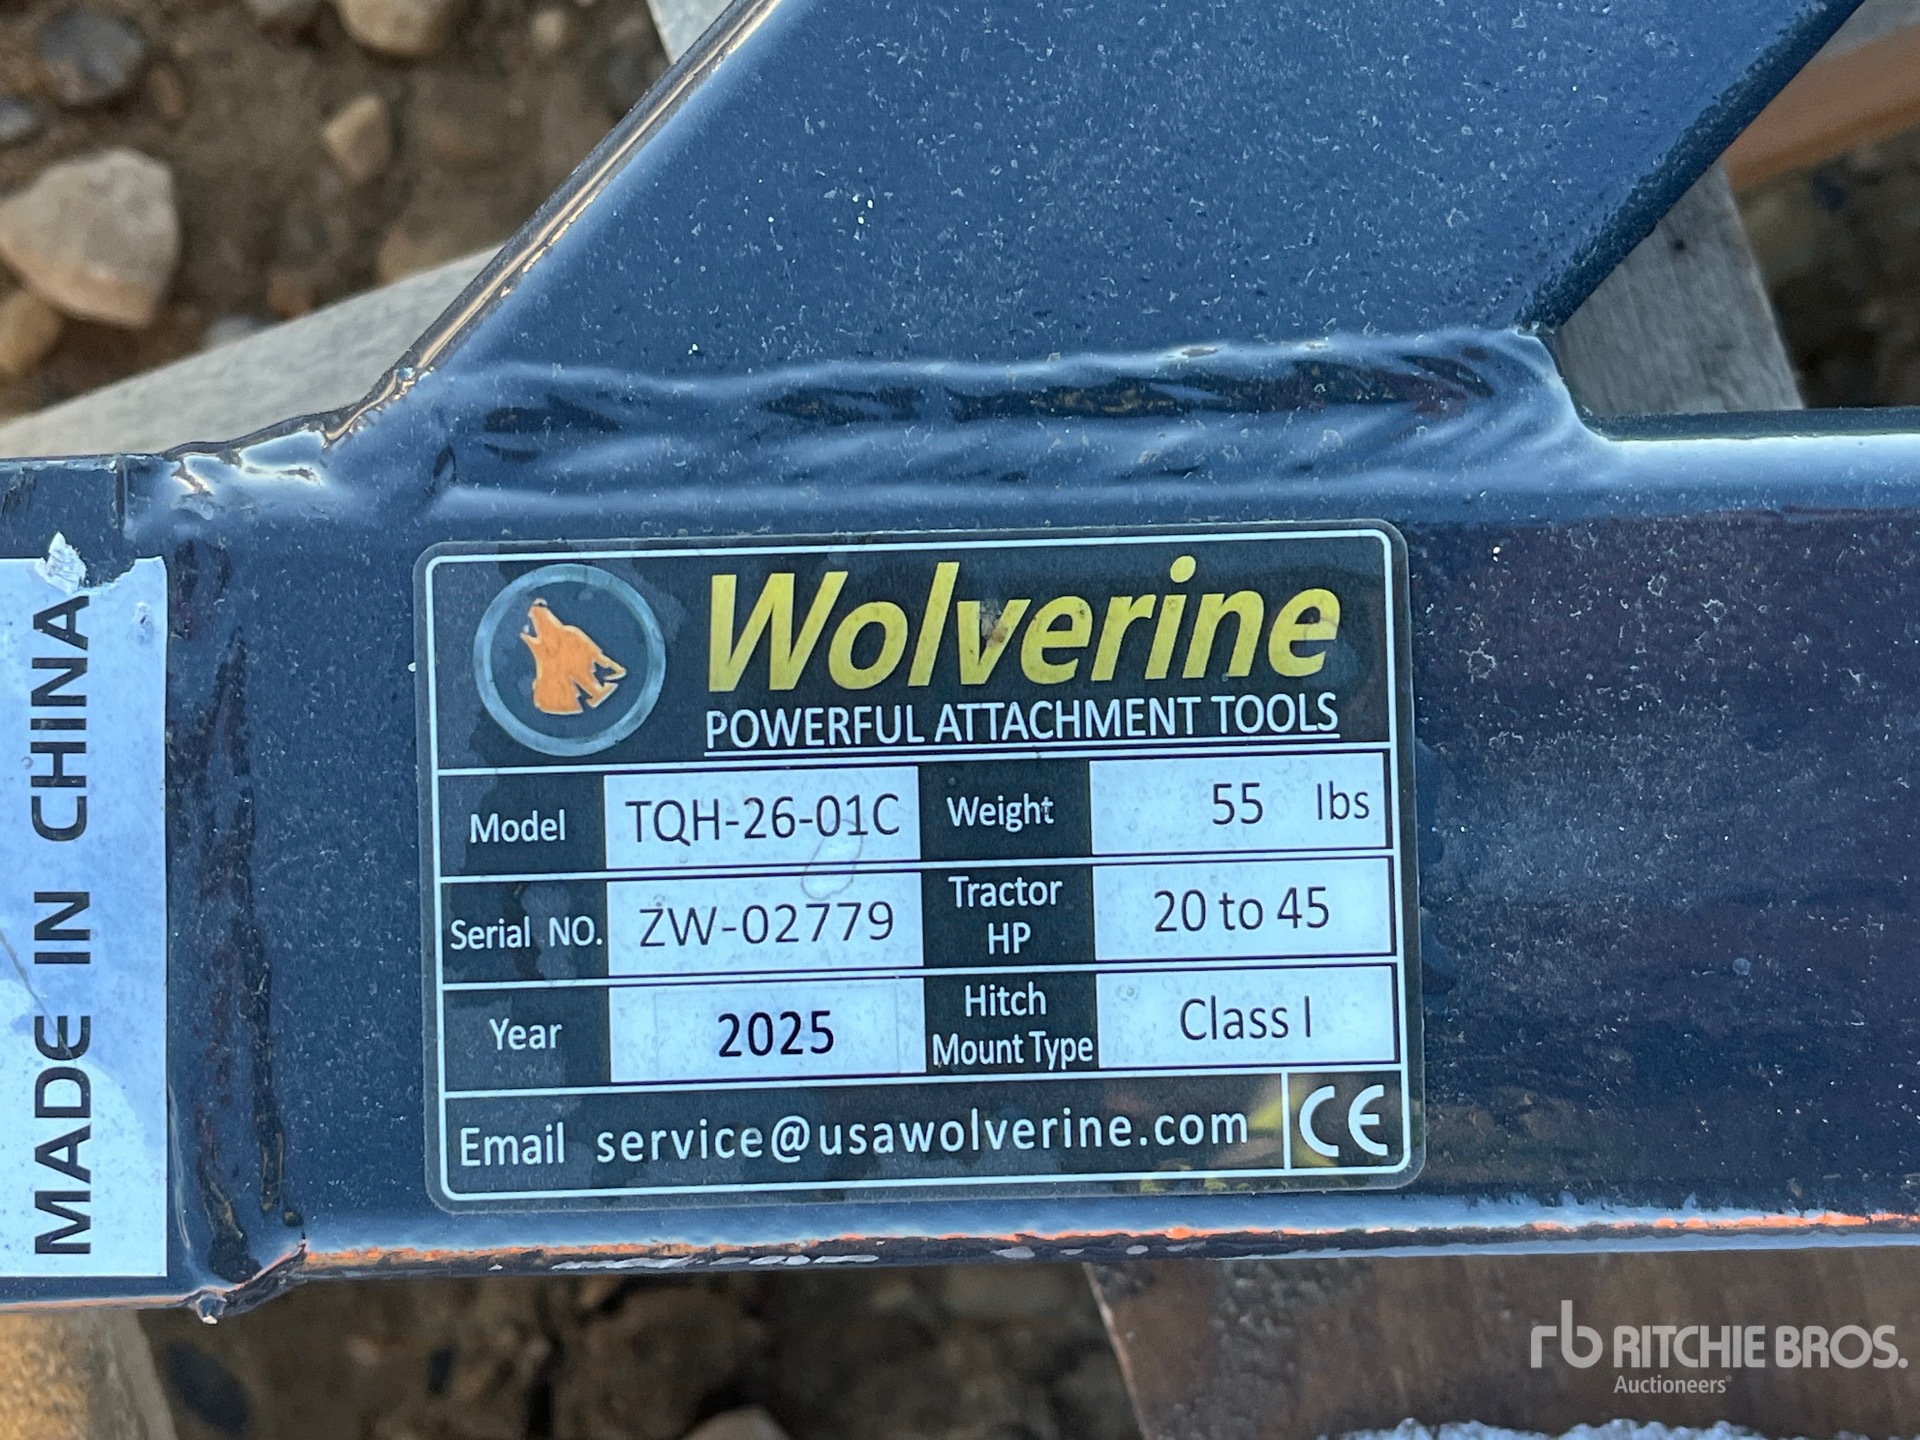 MADE IN CHINA
Wolverine
POWERFUL ATTACHMENT TOOLS
Model TQH-26-01C Weight 55 lbs
Serial NO. ZW-02779 Tractor HP 20 to 45
Year 2025 Hitch Mount Type Class I
Email service@usawolverine.com CE
rb RITCHIE BROS.
Auctioneers